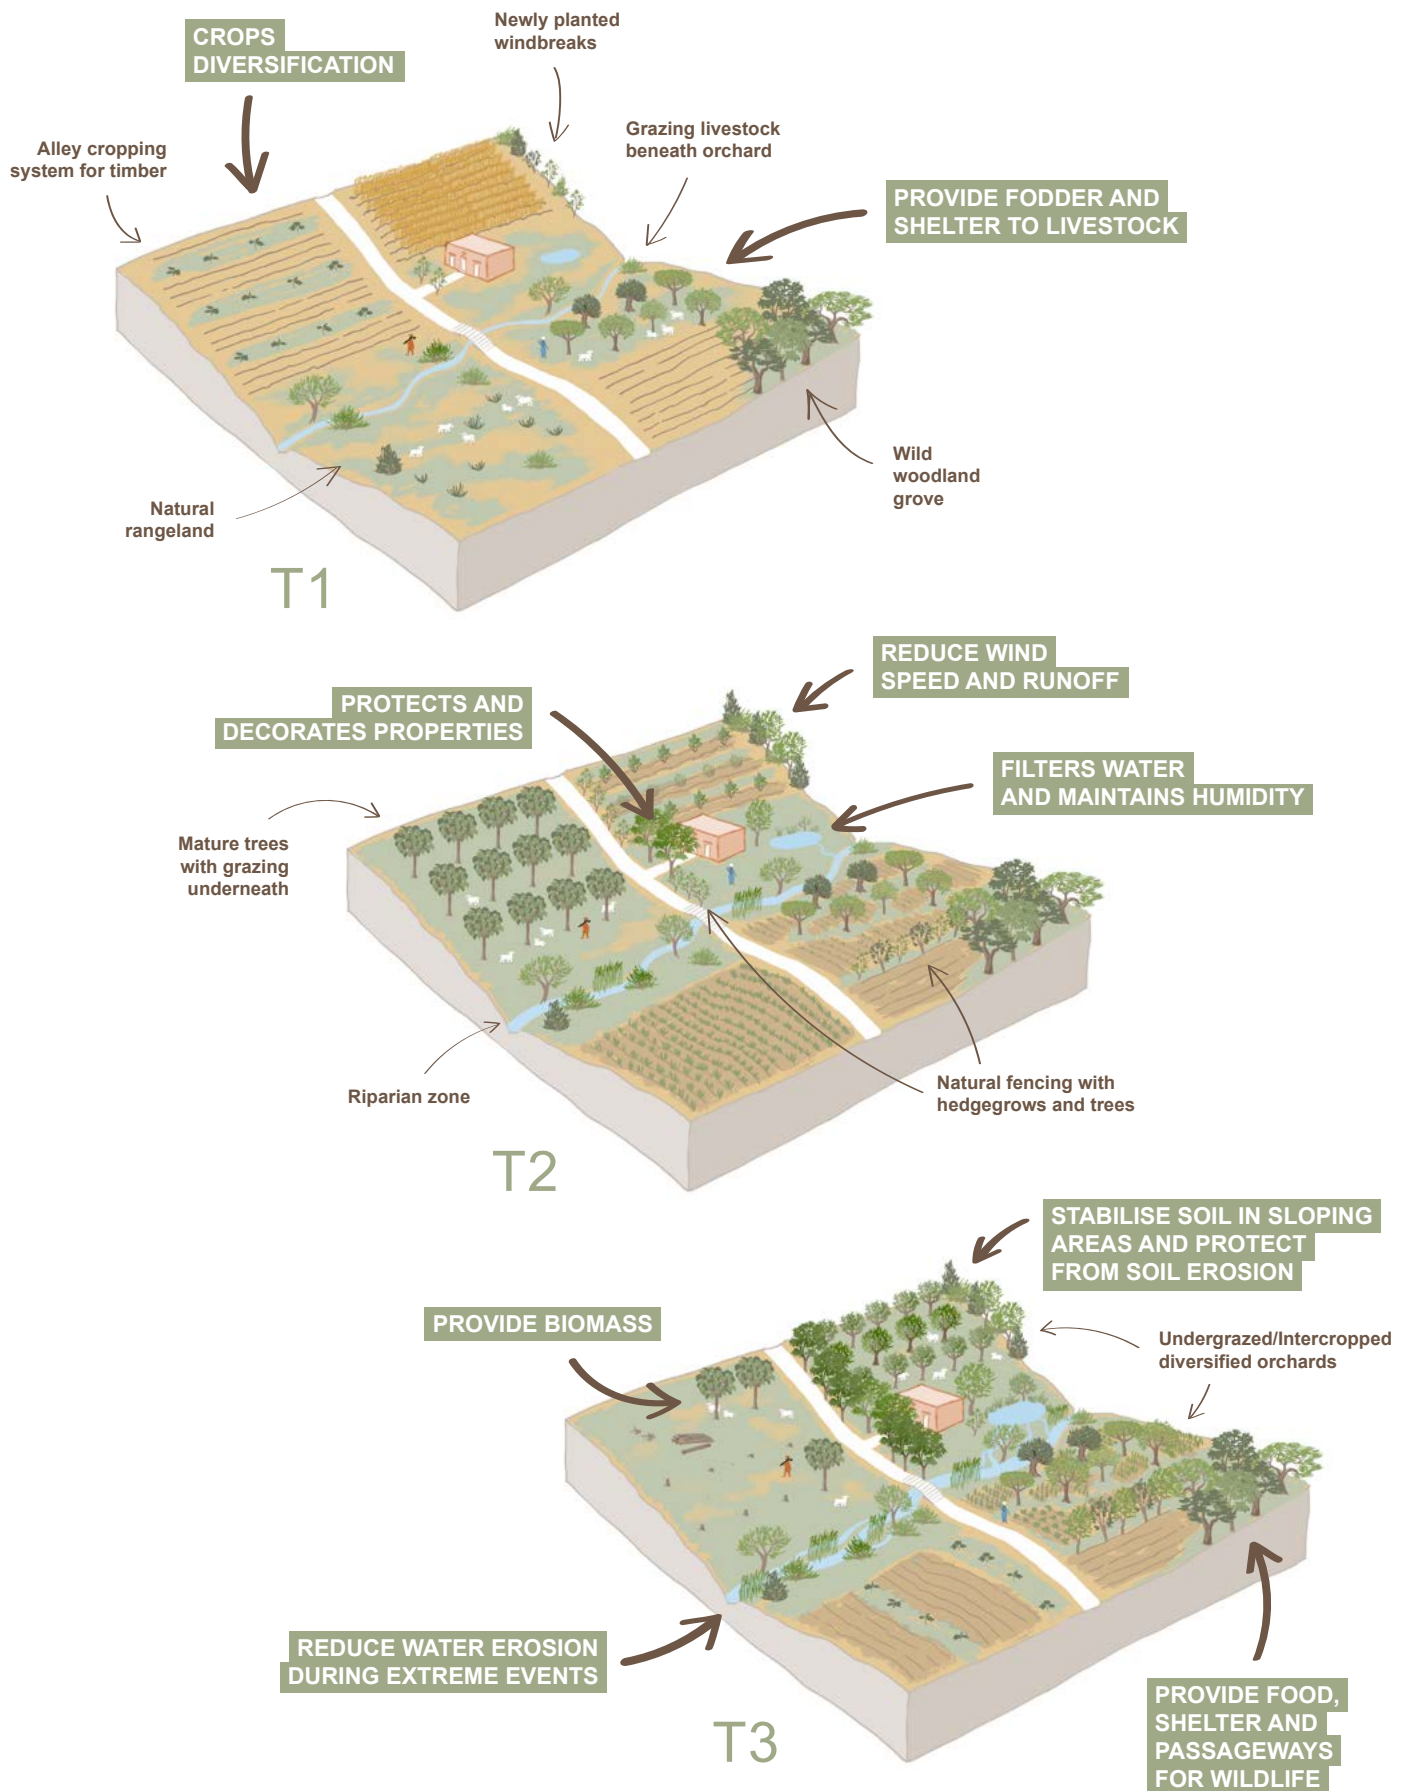 CROPS
DIVERSIFICATION
Newly planted
windbreaks
Alley cropping
system for timber
Grazing livestock
beneath orchard
PROVIDE FODDER AND
SHELTER TO LIVESTOCK
Wild
woodland
grove
Natural
rangeland
T1
REDUCE WIND
SPEED AND RUNOFF
PROTECTS AND
DECORATES PROPERTIES
FILTERS WATER
AND MAINTAINS HUMIDITY
Mature trees
with grazing
underneath
Riparian zone
Natural fencing with
hedgegrows and trees
T2
STABILISE SOIL IN SLOPING
AREAS AND PROTECT
FROM SOIL EROSION
PROVIDE BIOMASS
Undergrazed/Intercropped
diversified orchards
REDUCE WATER EROSION
DURING EXTREME EVENTS
T3
PROVIDE FOOD,
SHELTER AND
PASSAGEWAYS
FOR WILDLIFE